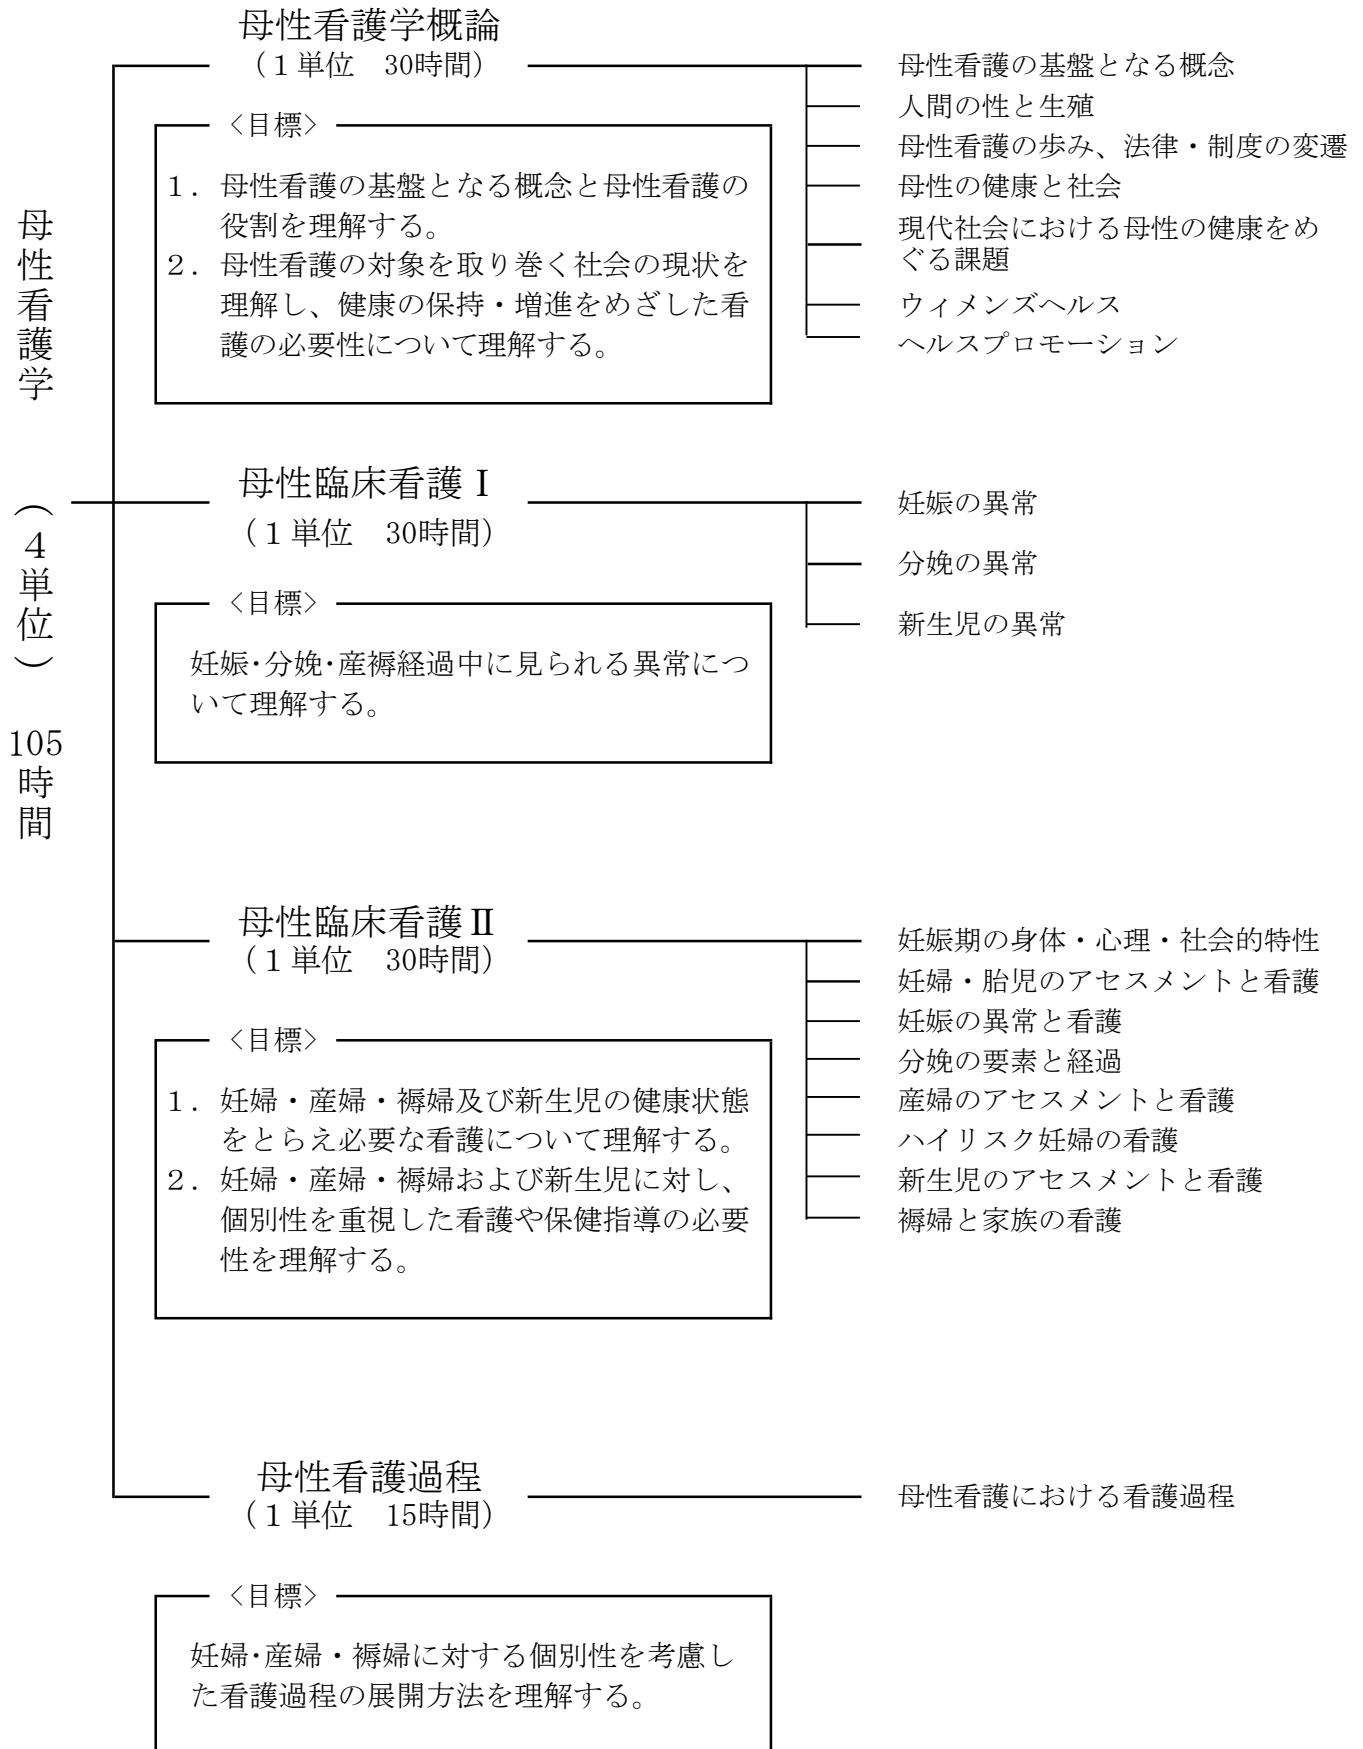 母性看護学 （４単位） 105時間
母性看護学概論
（１単位　30時間）
母性看護の基盤となる概念
人間の性と生殖
母性看護の歩み、法律・制度の変遷
母性の健康と社会
現代社会における母性の健康をめ
ぐる課題
ウィメンズヘルス
ヘルスプロモーション
〈目標〉
１．母性看護の基盤となる概念と母性看護の
役割を理解する。
２．母性看護の対象を取り巻く社会の現状を
理解し、健康の保持・増進をめざした看
護の必要性について理解する。
母性臨床看護Ⅰ
（１単位　30時間）
妊娠の異常
分娩の異常
新生児の異常
〈目標〉
妊娠･分娩･産褥経過中に見られる異常につ
いて理解する。
母性臨床看護Ⅱ
（１単位　30時間）
妊娠期の身体・心理・社会的特性
妊婦・胎児のアセスメントと看護
妊娠の異常と看護
分娩の要素と経過
産婦のアセスメントと看護
ハイリスク妊婦の看護
新生児のアセスメントと看護
褥婦と家族の看護
〈目標〉
１．妊婦・産婦・褥婦及び新生児の健康状態
をとらえ必要な看護について理解する。
２．妊婦・産婦・褥婦および新生児に対し、
個別性を重視した看護や保健指導の必要
性を理解する。
母性看護過程
（１単位　15時間）
母性看護における看護過程
〈目標〉
妊婦･産婦・褥婦に対する個別性を考慮し
た看護過程の展開方法を理解する。